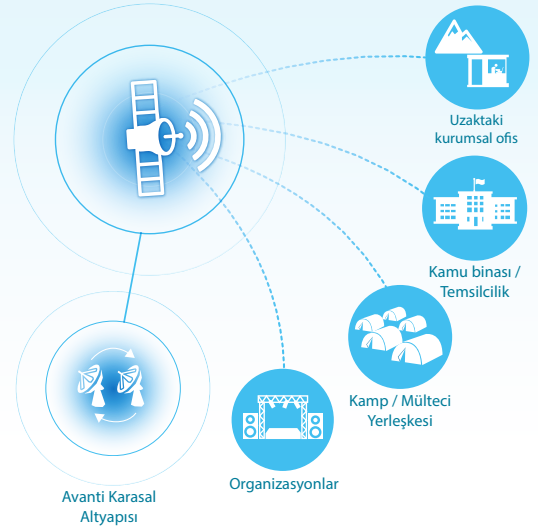 Uzaktaki
kurumsal ofis
Kamu binası /
Temsilcilik
Kamp / Mülteci
Yerleşkesi
Organizasyonlar
Avanti Karasal
Altyapısı